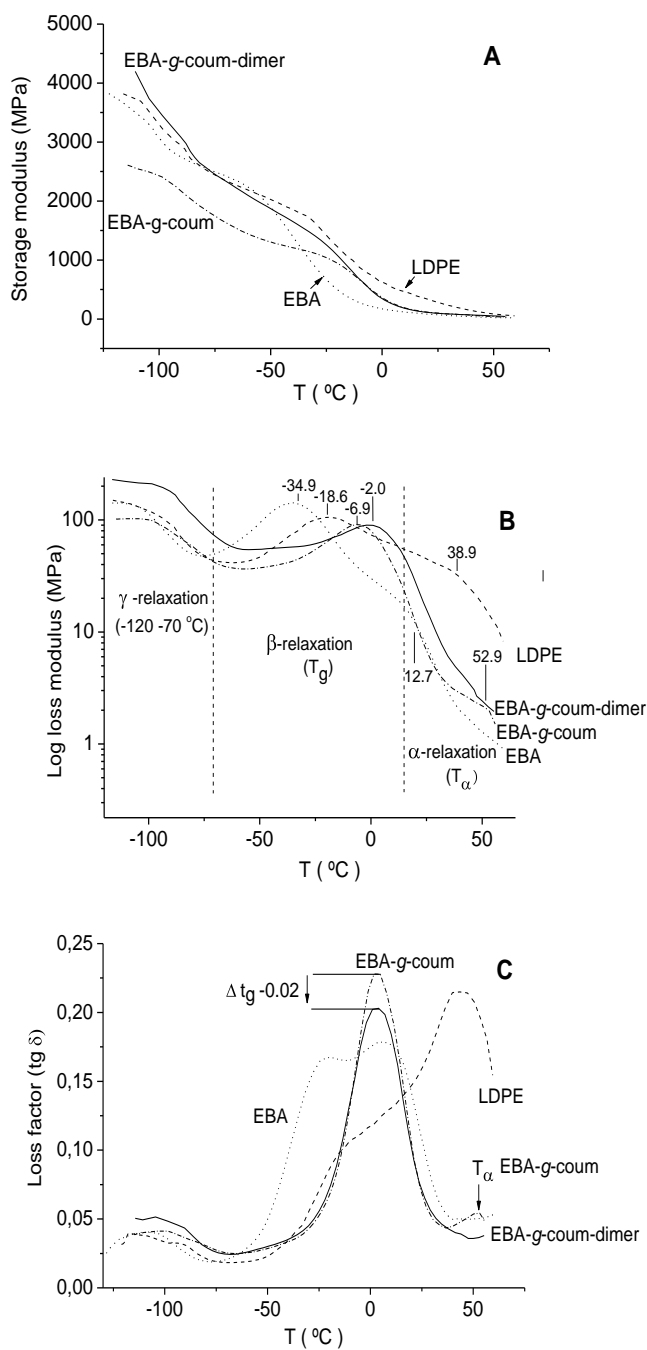 A
5000
4000
3000
2000
1000
0
Storage modulus (MPa)
EBA-g-coum-dimer
EBA-g-coum
EBA
LDPE
-100
-50
0
50
T ( ºC )
B
100
10
1
Log loss modulus (MPa)
-34.9
-18.6
-6.9
-2.0
38.9
12.7
52.9
γ -relaxation
(-120 -70 °C)
β-relaxation
(Tg)
α-relaxation
(Tα)
LDPE
EBA-g-coum-dimer
EBA-g-coum
EBA
-100
-50
0
50
T ( ºC )
C
0,25
0,20
0,15
0,10
0,05
0,00
Loss factor (tg δ)
EBA-g-coum
Δ tg -0.02
EBA
LDPE
Tα EBA-g-coum
EBA-g-coum-dimer
-100
-50
0
50
T ( ºC )